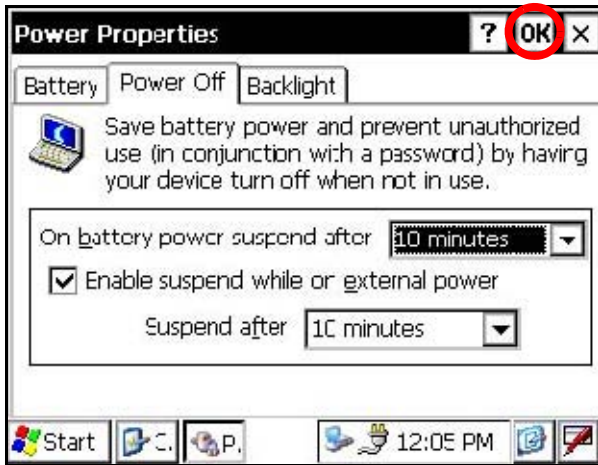 Power Properties ? OK ×
Battery Power Off Backlight
Save battery power and prevent unauthorized
use (in conjunction with a password) by having
your device turn off when not in use.
On battery power suspend after 10 minutes
Enable suspend while on external power
Suspend after 10 minutes
Start C. P. 12:05 PM